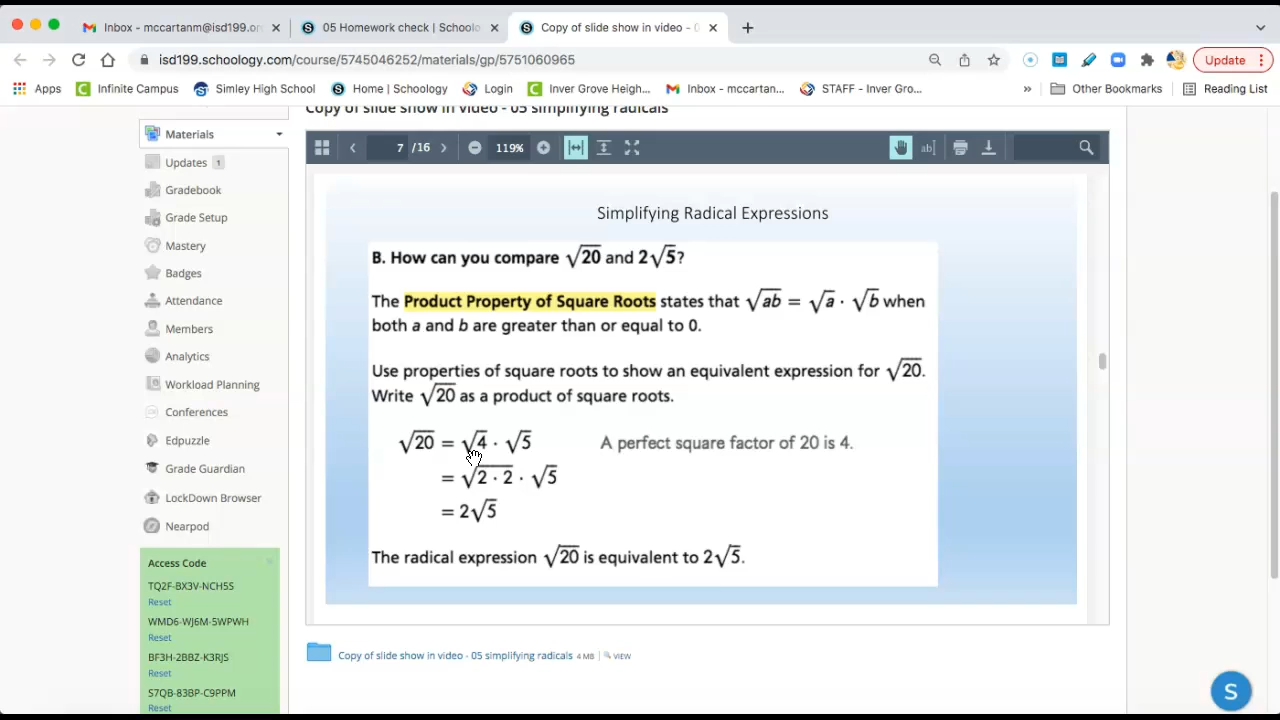 Inbox - mccartanm@isd199.or
05 Homework check | Schoolo
Copy of slide show in video - 0
isd199.schoology.com/course/5745046252/materials/gp/5751060965
Update
Apps
Infinite Campus
Simley High School
Home | Schoology
Login
Inver Grove Heigh...
Inbox - mccartan...
STAFF - Inver Gro...
»
Other Bookmarks
Reading List
Copy of slide show in video - 05 simplifying radicals
Materials
Updates 1
Gradebook
Grade Setup
Mastery
Badges
Attendance
Members
Analytics
Workload Planning
Conferences
Edpuzzle
Grade Guardian
LockDown Browser
Nearpod
Access Code
TQ2F-BX3V-NCH5S
Reset
WMD6-WJ6M-5WPWH
Reset
BF3H-2BBZ-K3RJS
Reset
S7QB-83BP-C9PPM
Reset
7 /16
119%
ab
Simplifying Radical Expressions
B. How can you compare √20 and 2√5?
The Product Property of Square Roots states that √ab = √a · √b when
both a and b are greater than or equal to 0.
Use properties of square roots to show an equivalent expression for √20.
Write √20 as a product of square roots.
√20 = √4 · √5 A perfect square factor of 20 is 4.
= √2 · 2 · √5
= 2√5
The radical expression √20 is equivalent to 2√5.
Copy of slide show in video - 05 simplifying radicals 4 MB VIEW
S